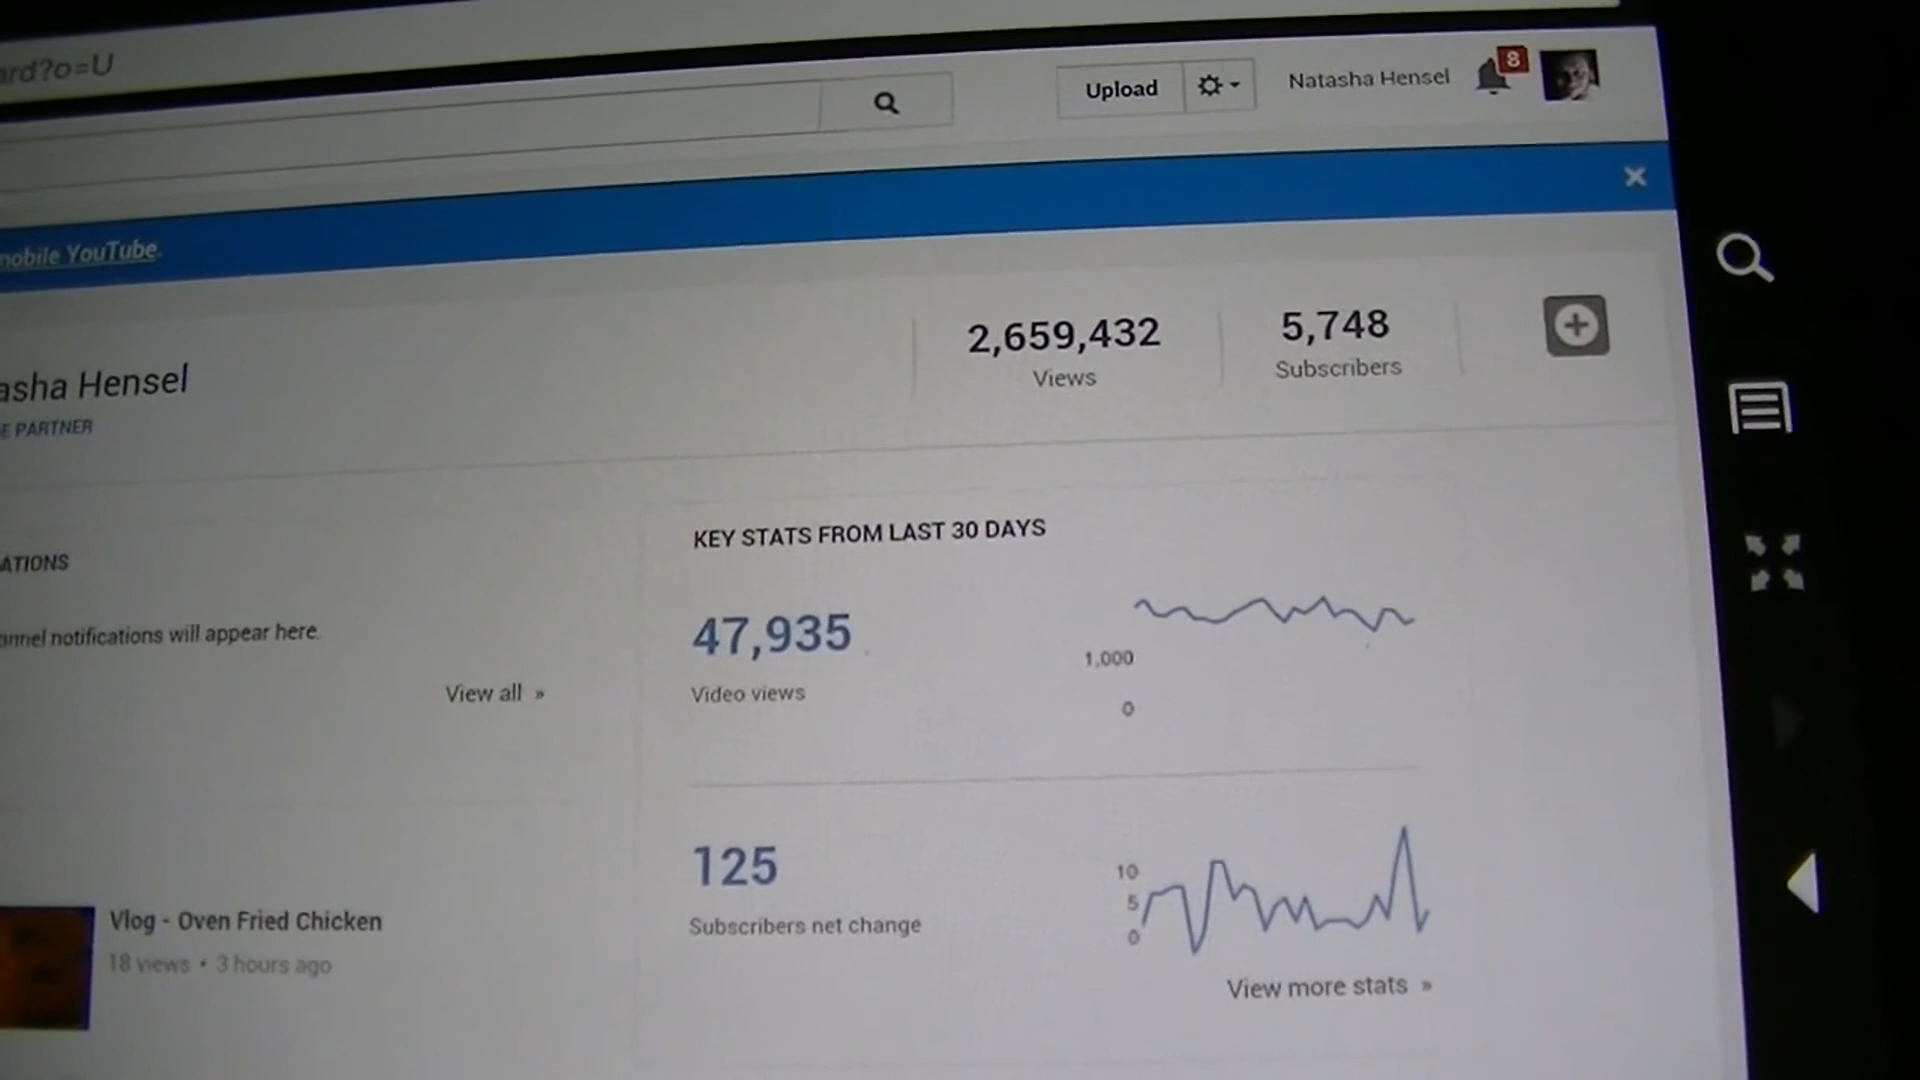 ard?o=U
Upload
Natasha Hensel
8
mobile YouTube.
2,659,432
Views
5,748
Subscribers
asha Hensel
E PARTNER
ATIONS
annel notifications will appear here.
View all »
KEY STATS FROM LAST 30 DAYS
47,935
Video views
1,000
0
125
Subscribers net change
10
5
0
View more stats »
Vlog - Oven Fried Chicken
18 views • 3 hours ago